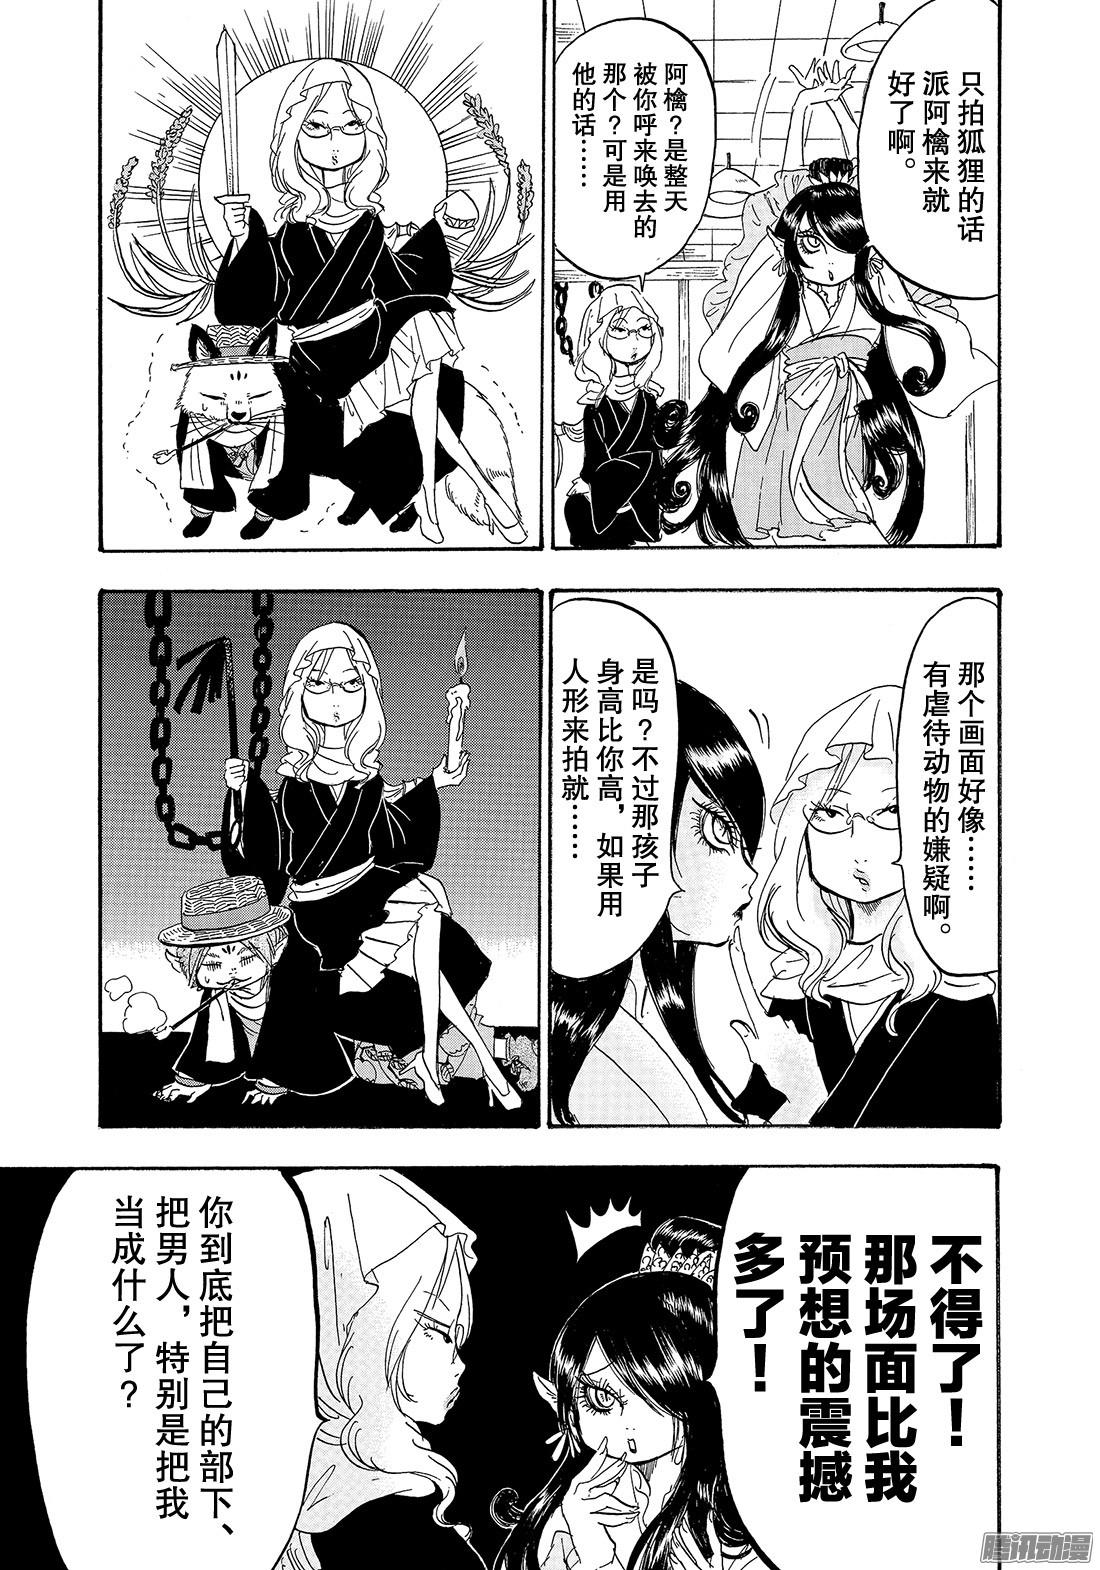 只拍狐狸的话
派阿檎来就
好了啊。
阿檎？是整天
被你呼来唤去的
那个？可是用
他的话……
那个画面好像……
有虐待动物的嫌疑啊。
是吗？不过那孩子
身高比你高，如果用
人形来拍就……
不得了！
那场面比我
预想的震撼
多了！
你到底把自己的部下、
把男人，特别是把我
当成什么了？
腾讯动漫